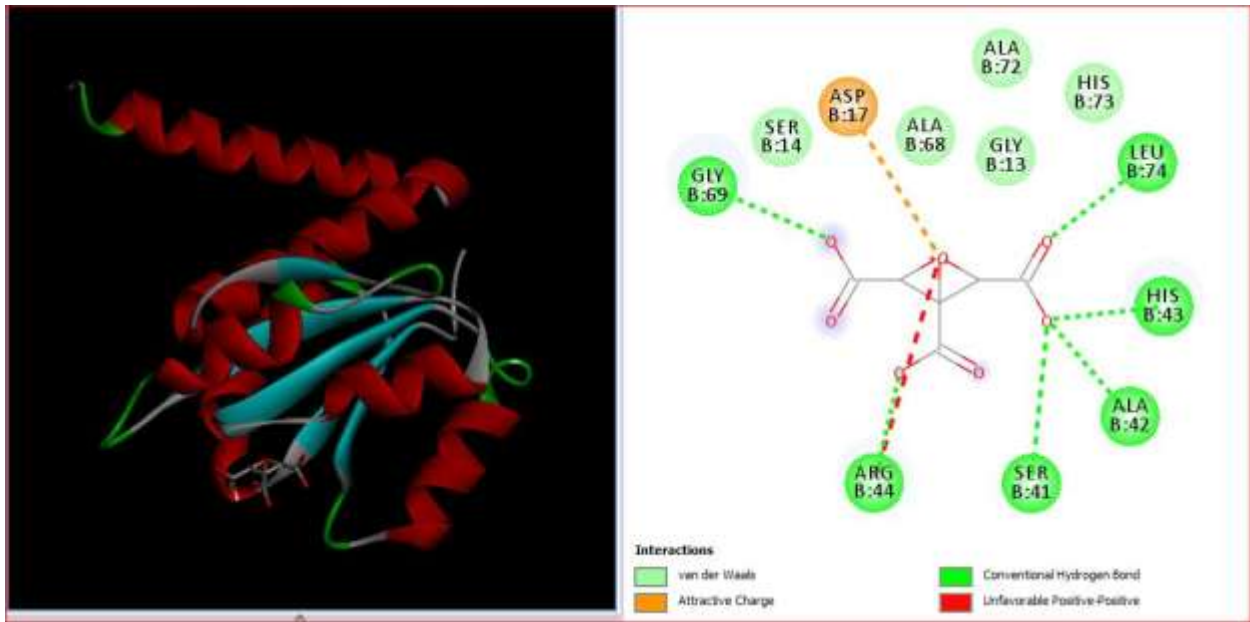 ALA
B:72
HIS
B:73
ASP
B:17
SER
B:14
ALA
B:68
GLY
B:13
LEU
B:74
GLY
B:69
O
O
O
O
HIS
B:43
O
O
O
ALA
B:42
ARG
B:44
SER
B:41
Interactions
van der Waals
Conventional Hydrogen Bond
Attractive Charge
Unfavorable Positive-Positive